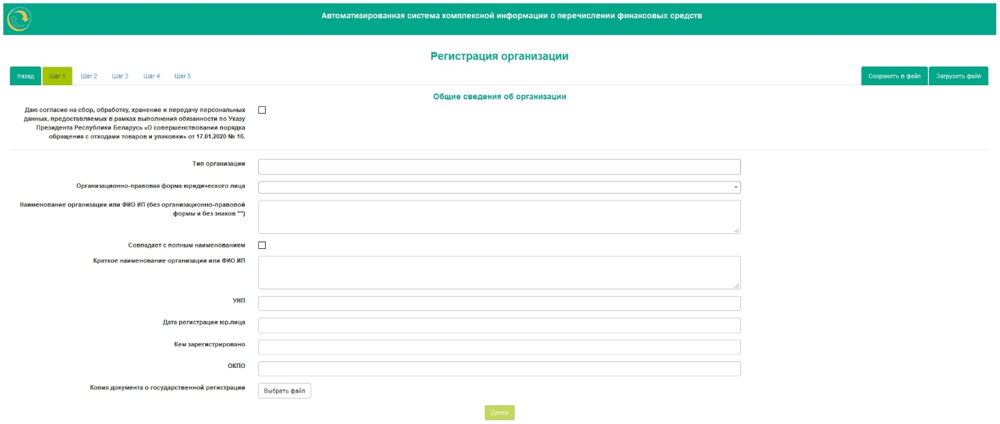 Автоматизированная система комплексной информации о перечислении финансовых средств
Регистрация организации
Назад Шаг 1 Шаг 2 Шаг 3 Шаг 4 Шаг 5 Сохранить в файл Загрузить файл
Общие сведения об организации
Даю согласие на сбор, обработку, хранение и передачу персональных
данных, предоставляемых в рамках выполнения обязанности по Указу
Президента Республики Беларусь «О совершенствовании порядка
обращения с отходами товаров и упаковки» от 17.01.2020 № 16.
Тип организации
Организационно-правовая форма юридического лица
Наименование организации или ФИО ИП (без организационно-правовой
формы и без знаков "")
Совпадает с полным наименованием
Краткое наименование организации или ФИО ИП
УНП
Дата регистрации юр.лица
Кем зарегистрировано
ОКПО
Копия документа о государственной регистрации Выбрать файл
Далее